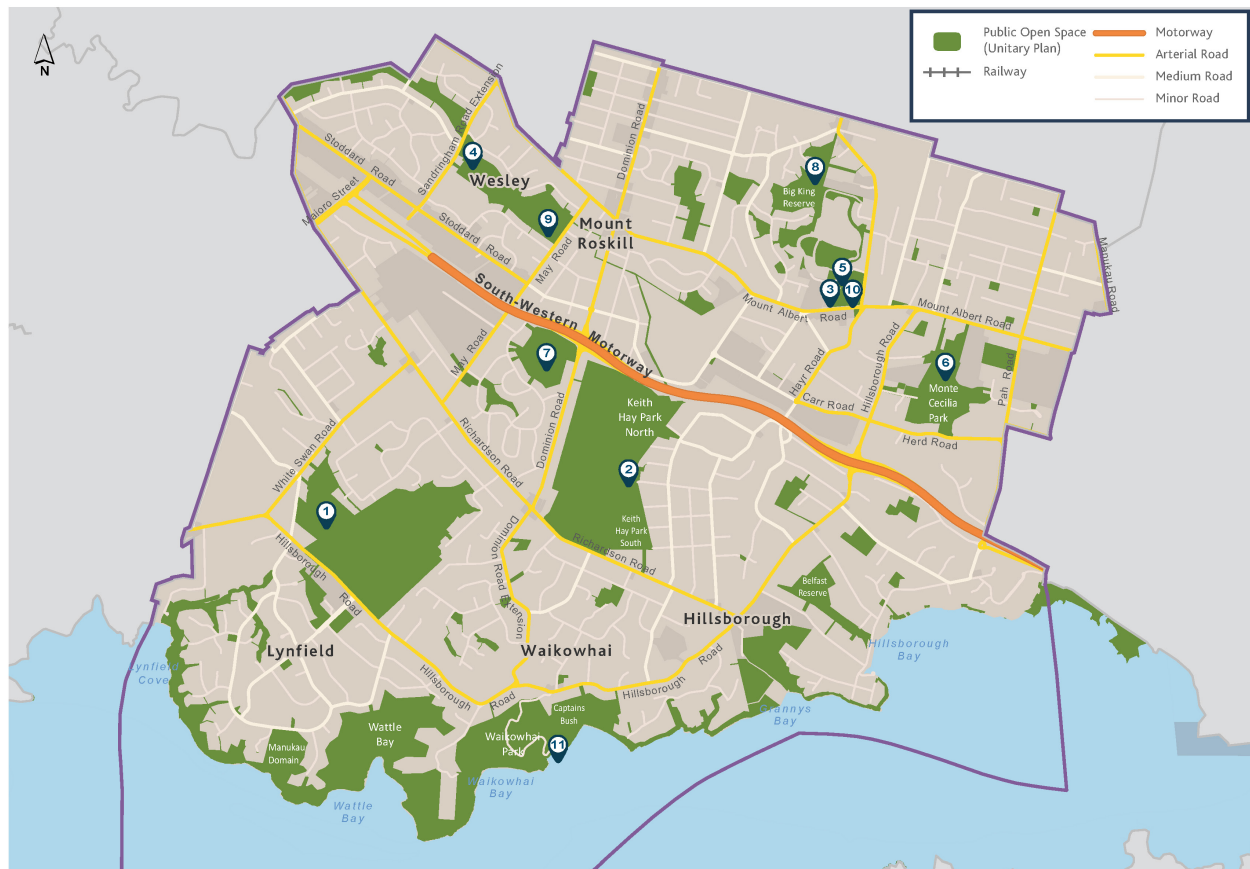 Public Open Space
(Unitary Plan)
Railway
Motorway
Arterial Road
Medium Road
Minor Road
N
Sandringham Road Extension
Dominion Road
Stoddard Road
4
Wesley
8
Big King
Reserve
Maioro Street
9
Mount
Roskill
Stoddard Road
May Road
Manukau Road
5
3
10
South-Western Motorway
Mount Albert Road
Mount Albert Road
May Road
7
Hayr Road
Hillsborough Road
6
Pah Road
Monte
Cecilia
Park
Keith
Hay Park
North
Carr Road
Herd Road
White Swan Road
Richardson Road
Dominion Road
2
1
Keith
Hay Park
South
Dominion Road Extension
Richardson Road
Hillsborough Road
Belfast
Reserve
Hillsborough
Lynfield
Waikowhai
Hillsborough
Bay
Lynfield
Cove
Hillsborough Road
Hillsborough Road
Captains
Bush
Grannys
Bay
Wattle
Bay
Waikowhai
Park
11
Manukau
Domain
Waikowhai
Bay
Wattle
Bay